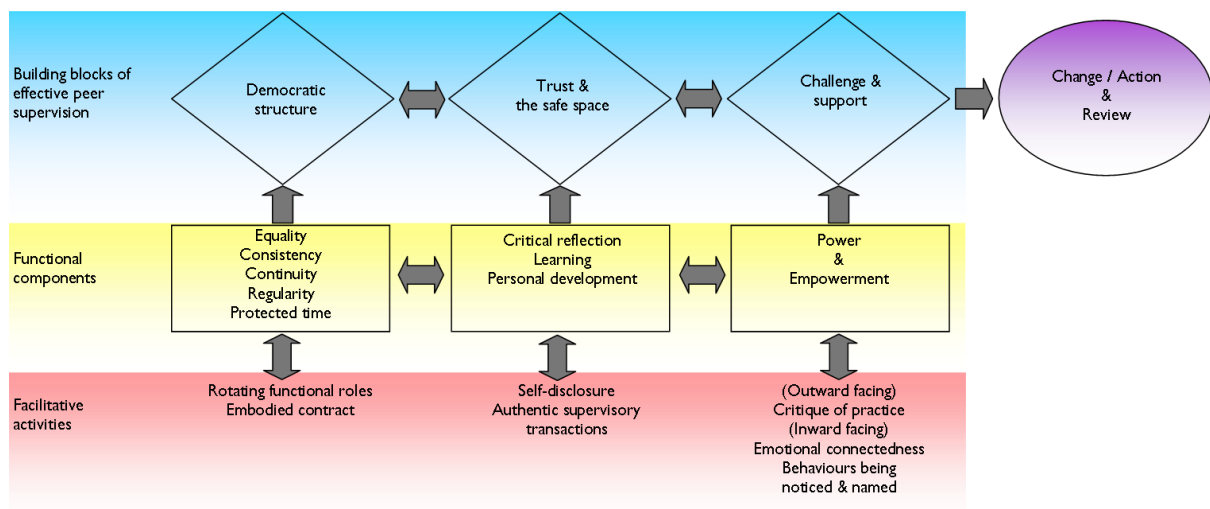 Building blocks of
effective peer
supervision
Democratic
structure
Trust &
the safe space
Challenge &
support
Change / Action
&
Review
Functional
components
Equality
Consistency
Continuity
Regularity
Protected time
Critical reflection
Learning
Personal development
Power
&
Empowerment
Facilitative
activities
Rotating functional roles
Embodied contract
Self-disclosure
Authentic supervisory
transactions
(Outward facing)
Critique of practice
(Inward facing)
Emotional connectedness
Behaviours being
noticed & named